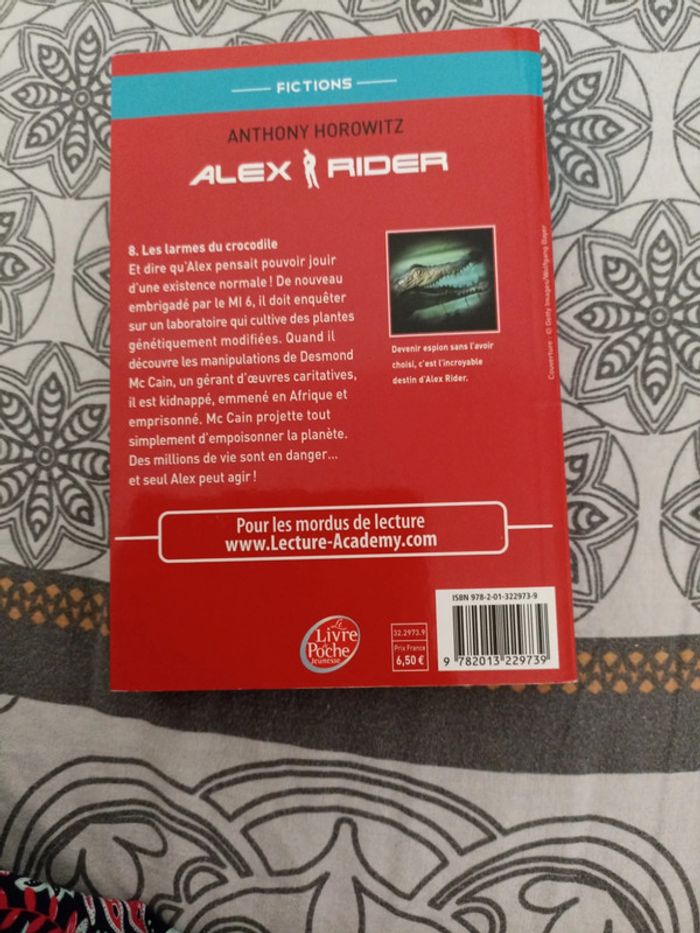 FICTIONS
ANTHONY HOROWITZ
ALEX RIDER
8. Les larmes du crocodile
Et dire qu'Alex pensait pouvoir jouir
d'une existence normale ! De nouveau
embrigadé par le MI 6, il doit enquêter
sur un laboratoire qui cultive des plantes
génétiquement modifiées. Quand il
découvre les manipulations de Desmond
Mc Cain, un gérant d'œuvres caritatives,
il est kidnappé, emmené en Afrique et
emprisonné. Mc Cain projette tout
simplement d'empoisonner la planète.
Des millions de vie sont en danger...
et seul Alex peut agir !
Devenir espion sans l'avoir
choisi, c'est l'incroyable
destin d'Alex Rider.
Couverture : © Getty Images/Wolfgang Bayer
Pour les mordus de lecture
www.Lecture-Academy.com
Le
Livre
de
Poche
Jeunesse
32.2973.9
Prix France
6,50 €
ISBN 978-2-01-322973-9
9 782013 229739